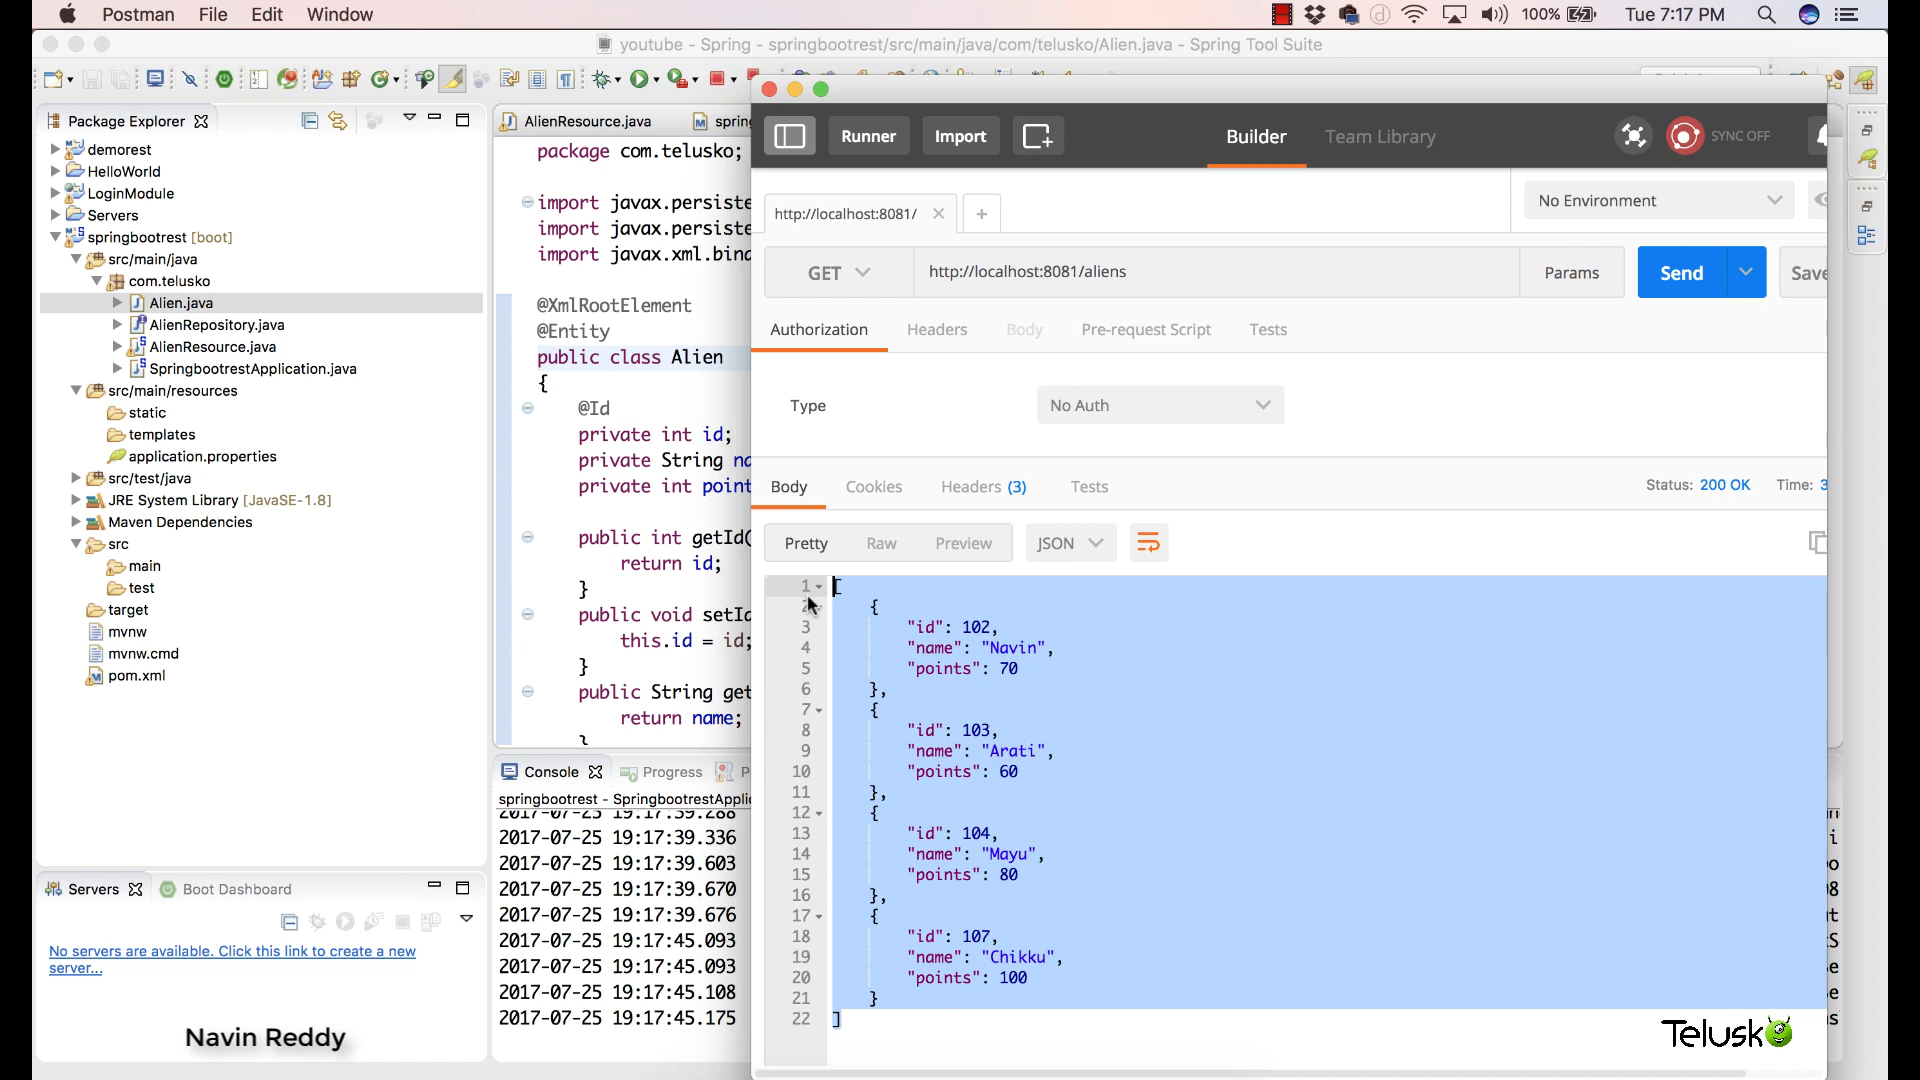 Postman File Edit Window
100% Tue 7:17 PM
youtube - Spring - springbootrest/src/main/java/com/telusko/Alien.java - Spring Tool Suite
Package Explorer
demorest
HelloWorld
LoginModule
Servers
springbootrest [boot]
src/main/java
com.telusko
Alien.java
AlienRepository.java
AlienResource.java
SpringbootrestApplication.java
src/main/resources
static
templates
application.properties
src/test/java
JRE System Library [JavaSE-1.8]
Maven Dependencies
src
main
test
target
mvnw
mvnw.cmd
pom.xml
Servers Boot Dashboard
No servers are available. Click this link to create a new
server...
Navin Reddy
AlienResource.java spring
package com.telusko;
import javax.persiste
import javax.persiste
import javax.xml.bind
@XmlRootElement
@Entity
public class Alien
{
@Id
private int id;
private String na
private int point
public int getId(
return id;
}
public void setId
this.id = id;
}
public String get
return name;
}
Console Progress P
springbootrest - SpringbootrestApplic
2017-07-25 19:17:39.288
2017-07-25 19:17:39.336
2017-07-25 19:17:39.603
2017-07-25 19:17:39.670
2017-07-25 19:17:39.676
2017-07-25 19:17:45.093
2017-07-25 19:17:45.093
2017-07-25 19:17:45.108
2017-07-25 19:17:45.175
Runner Import Builder Team Library SYNC OFF
http://localhost:8081/ No Environment
GET http://localhost:8081/aliens Params Send Save
Authorization Headers Body Pre-request Script Tests
Type No Auth
Body Cookies Headers (3) Tests Status: 200 OK Time: 3
Pretty Raw Preview JSON
1 [
2 {
3 "id": 102,
4 "name": "Navin",
5 "points": 70
6 },
7 {
8 "id": 103,
9 "name": "Arati",
10 "points": 60
11 },
12 {
13 "id": 104,
14 "name": "Mayu",
15 "points": 80
16 },
17 {
18 "id": 107,
19 "name": "Chikku",
20 "points": 100
21 }
22 ]
Telusko